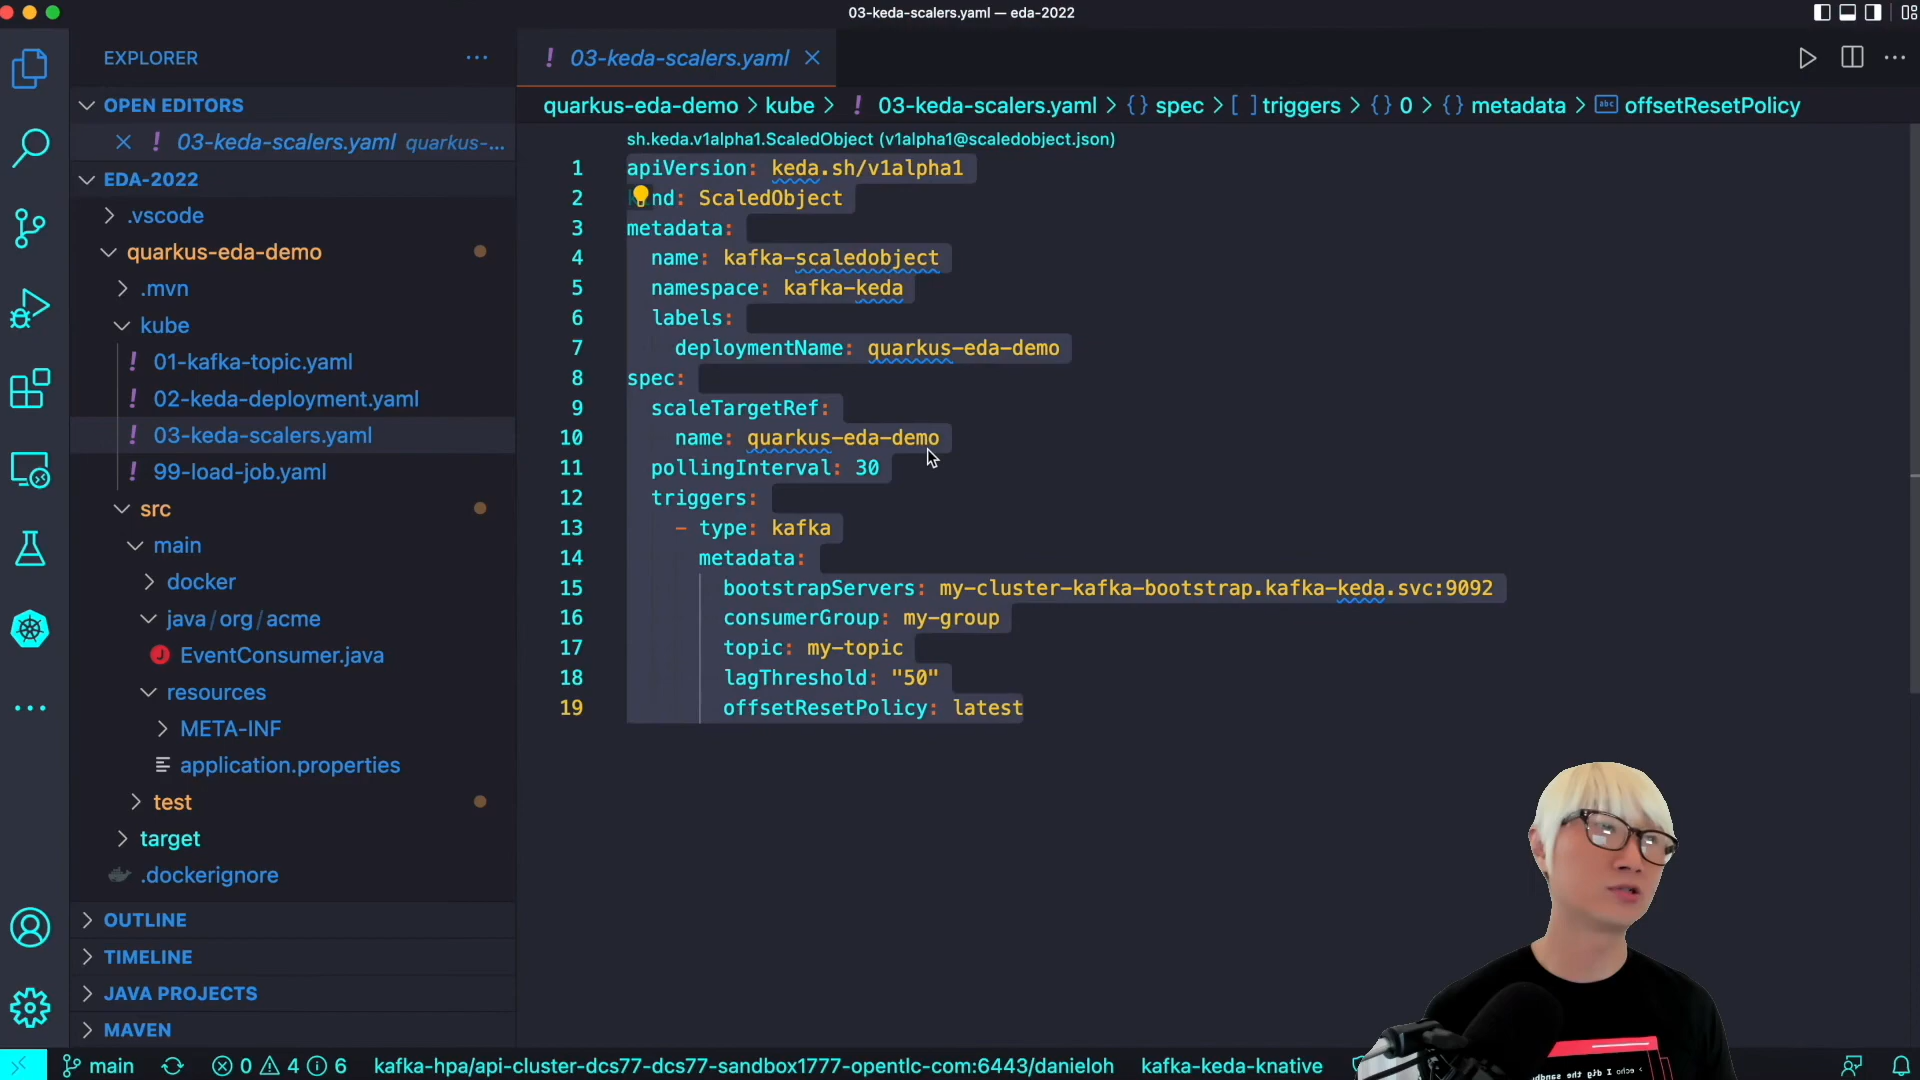 03-keda-scalers.yaml — eda-2022
EXPLORER
03-keda-scalers.yaml
OPEN EDITORS
quarkus-eda-demo > kube > ! 03-keda-scalers.yaml > {} spec > [ ] triggers > {} 0 > {} metadata > abc offsetResetPolicy
! 03-keda-scalers.yaml quarkus-...
EDA-2022
.vscode
quarkus-eda-demo
.mvn
kube
! 01-kafka-topic.yaml
! 02-keda-deployment.yaml
! 03-keda-scalers.yaml
! 99-load-job.yaml
src
main
docker
java/org/acme
J EventConsumer.java
resources
META-INF
application.properties
test
target
.dockerignore
OUTLINE
TIMELINE
JAVA PROJECTS
MAVEN
sh.keda.v1alpha1.ScaledObject (v1alpha1@scaledobject.json)
1 apiVersion: keda.sh/v1alpha1
2 nd: ScaledObject
3 metadata:
4 name: kafka-scaledobject
5 namespace: kafka-keda
6 labels:
7 deploymentName: quarkus-eda-demo
8 spec:
9 scaleTargetRef:
10 name: quarkus-eda-demo
11 pollingInterval: 30
12 triggers:
13 - type: kafka
14 metadata:
15 bootstrapServers: my-cluster-kafka-bootstrap.kafka-keda.svc:9092
16 consumerGroup: my-group
17 topic: my-topic
18 lagThreshold: "50"
19 offsetResetPolicy: latest
main 0 4 6 kafka-hpa/api-cluster-dcs77-dcs77-sandbox1777-opentlc-com:6443/danieloh kafka-keda-knative